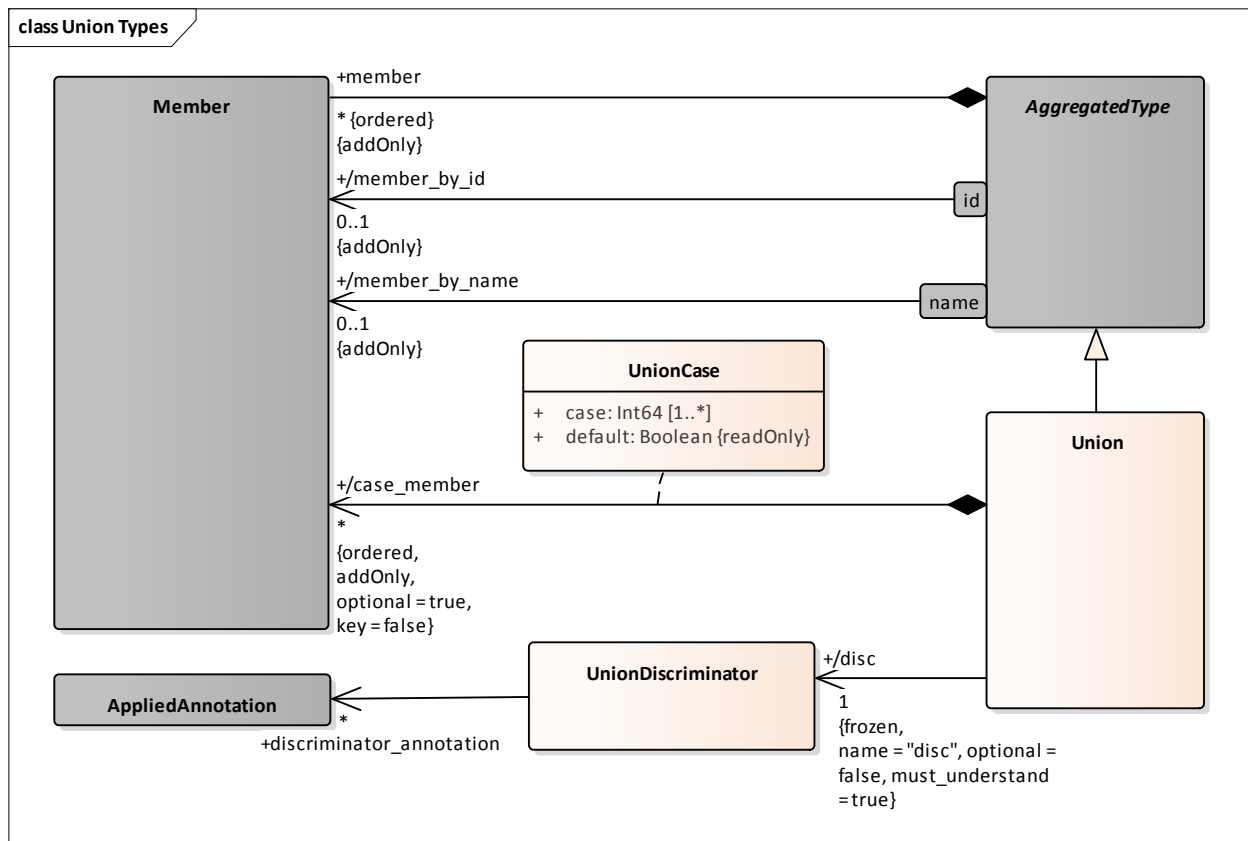 class Union Types
Member
+member
* {ordered}
{addOnly}
AggregatedType
+/member_by_id
0..1
{addOnly}
id
+/member_by_name
0..1
{addOnly}
name
UnionCase
+ case: Int64 [1..*]
+ default: Boolean {readOnly}
Union
+/case_member
*
{ordered,
addOnly,
optional = true,
key = false}
UnionDiscriminator
+/disc
1
{frozen,
name = "disc", optional =
false, must_understand
= true}
AppliedAnnotation
*
+discriminator_annotation